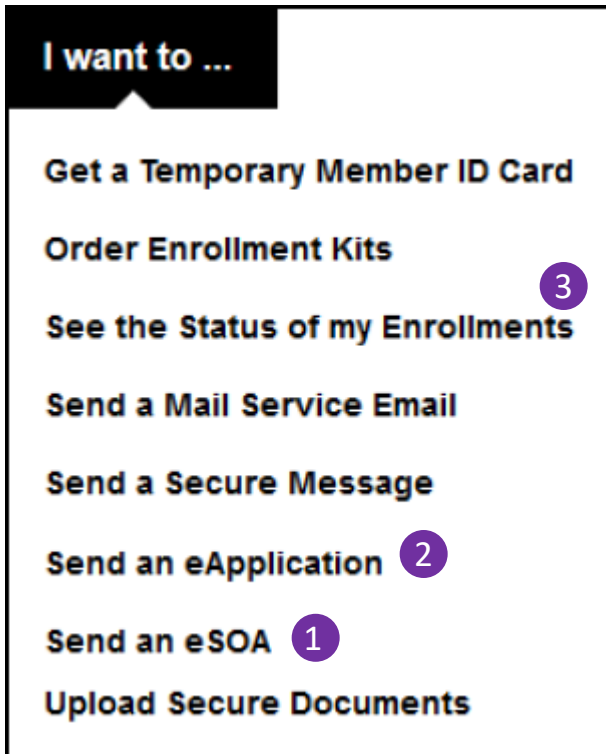 I want to ...
Get a Temporary Member ID Card
Order Enrollment Kits
3
See the Status of my Enrollments
Send a Mail Service Email
Send a Secure Message
Send an eApplication 2
Send an eSOA 1
Upload Secure Documents